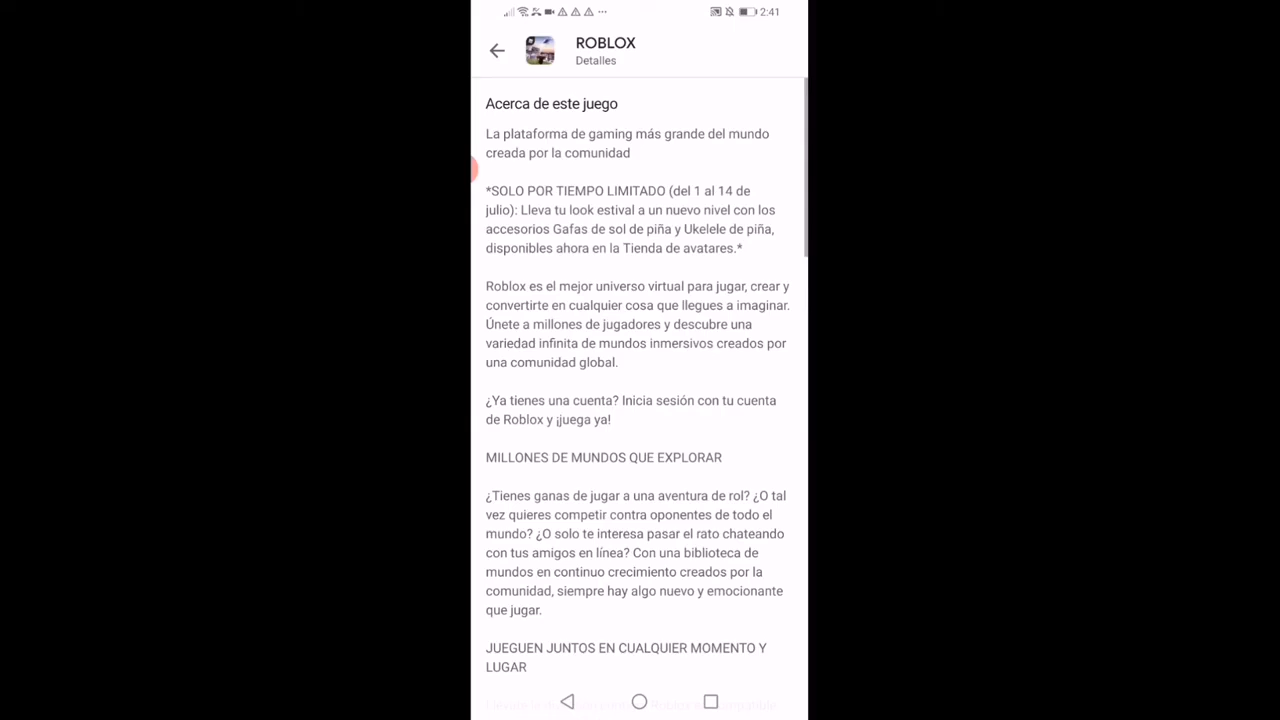 2:41
ROBLOX
Detalles
Acerca de este juego
La plataforma de gaming más grande del mundo
creada por la comunidad
*SOLO POR TIEMPO LIMITADO (del 1 al 14 de
julio): Lleva tu look estival a un nuevo nivel con los
accesorios Gafas de sol de piña y Ukelele de piña,
disponibles ahora en la Tienda de avatares.*
Roblox es el mejor universo virtual para jugar, crear y
convertirte en cualquier cosa que llegues a imaginar.
Únete a millones de jugadores y descubre una
variedad infinita de mundos inmersivos creados por
una comunidad global.
¿Ya tienes una cuenta? Inicia sesión con tu cuenta
de Roblox y ¡juega ya!
MILLONES DE MUNDOS QUE EXPLORAR
¿Tienes ganas de jugar a una aventura de rol? ¿O tal
vez quieres competir contra oponentes de todo el
mundo? ¿O solo te interesa pasar el rato chateando
con tus amigos en línea? Con una biblioteca de
mundos en continuo crecimiento creados por la
comunidad, siempre hay algo nuevo y emocionante
que jugar.
JUEGUEN JUNTOS EN CUALQUIER MOMENTO Y
LUGAR